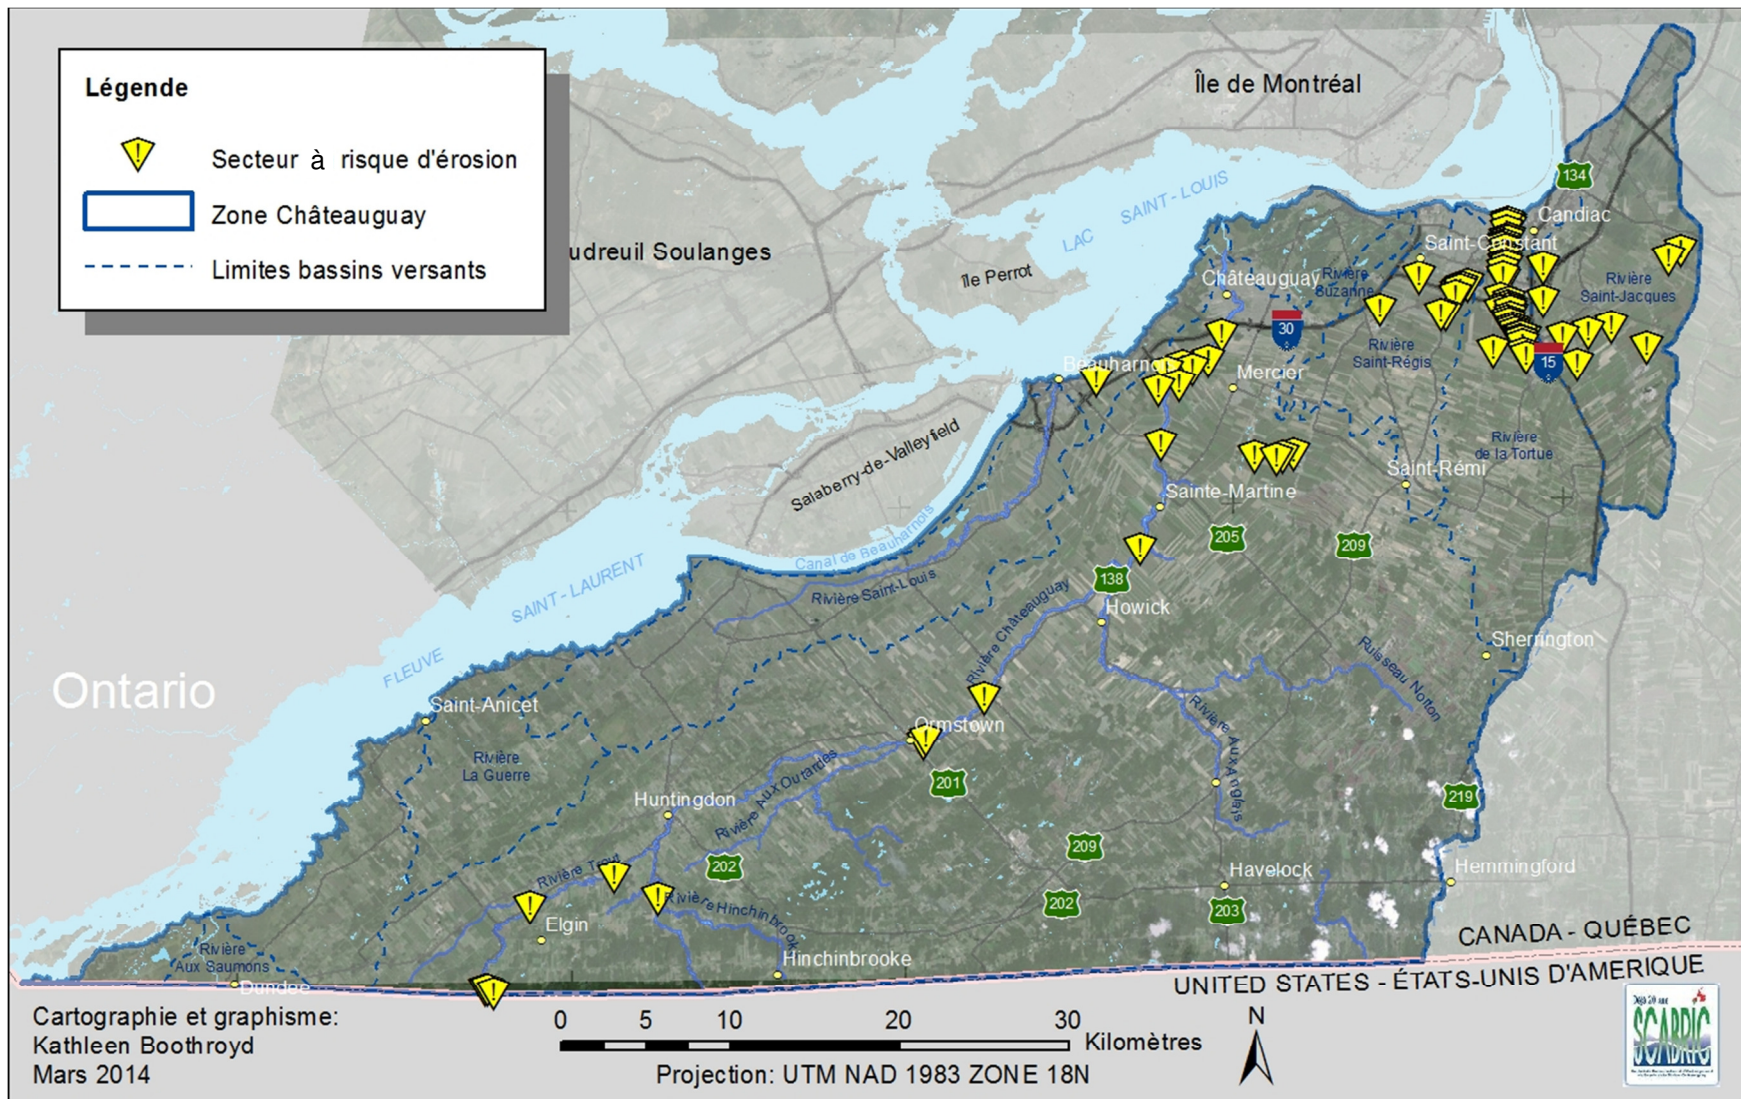 Légende
Secteur à risque d'érosion
Zone Châteauguay
Limites bassins versants
Île de Montréal
134
Candiac
SAINT-LOUIS
LAC
udreuil Soulanges
île Perrot
Saint-Constant
Châteauguay
Rivière
Suzanne
Rivière
Saint-Jacques
30
Rivière
Saint-Régis
15
Beauharno
Mercier
Salaberry-de-Valleyfield
Rivière
de la Tortue
Saint-Rémi
Sainte-Martine
Canal de Beauharnois
205
209
SAINT-LAURENT
FLEUVE
138
Rivière Saint-Louis
Rivière Châteauguay
Howick
Sherrington
Ruisseau Norton
Ontario
Saint-Anicet
Ormstown
Rivière Aux Anglais
Rivière
La Guerre
201
219
Rivière Aux Outardes
Huntingdon
209
202
Rivière Trout
Havelock
Hemmingford
Rivière Hinchinbrook
202
203
Elgin
Rivière
Aux Saumons
Hinchinbrooke
Dundee
CANADA - QUÉBEC
UNITED STATES - ÉTATS-UNIS D'AMERIQUE
Cartographie et graphisme:
Kathleen Boothroyd
Mars 2014
0 5 10 20 30
Kilomètres
Projection: UTM NAD 1983 ZONE 18N
N
Déjà 20 ans
SCABRIC